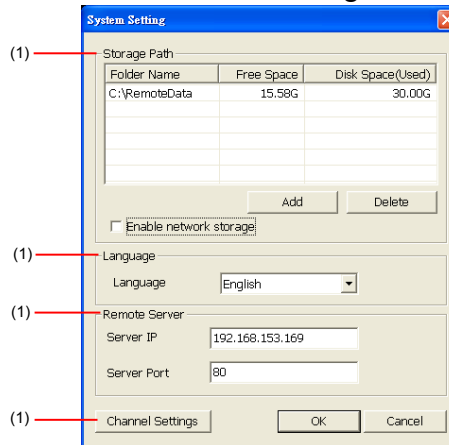 System Setting
(1)
Storage Path
Folder Name Free Space Disk Space(Used)
C:\RemoteData 15.58G 30.00G
Add Delete
Enable network storage
(1)
Language
Language English
(1)
Remote Server
Server IP 192.168.153.169
Server Port 80
(1)
Channel Settings OK Cancel